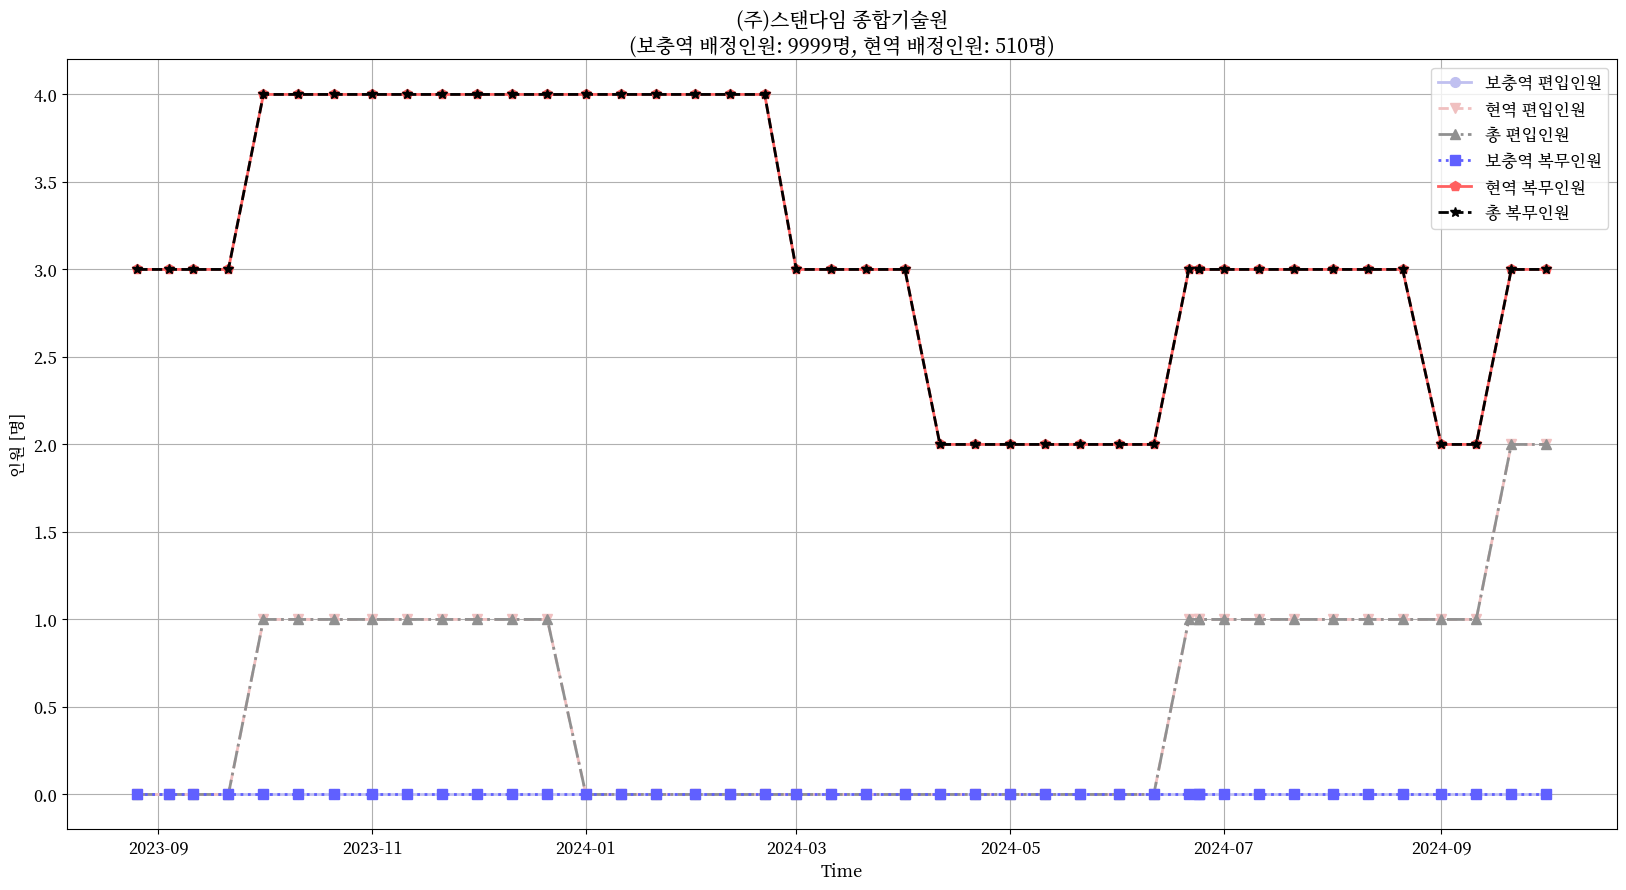 (주)스탠다임 종합기술원
(보충역 배정인원: 9999명, 현역 배정인원: 510명)
보충역 편입인원
현역 편입인원
총 편입인원
보충역 복무인원
현역 복무인원
총 복무인원
4.0
3.5
3.0
2.5
2.0
1.5
1.0
0.5
0.0
인원 [명]
2023-09 2023-11 2024-01 2024-03 2024-05 2024-07 2024-09
Time